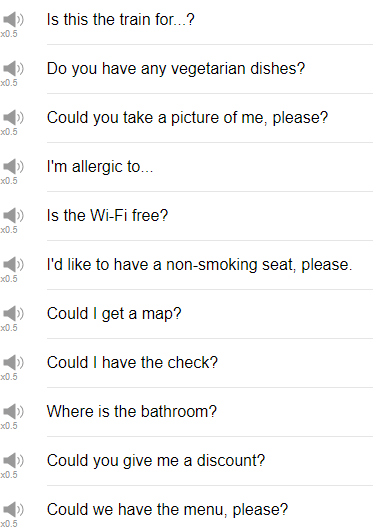 Is this the train for...?
x0.5
Do you have any vegetarian dishes?
x0.5
Could you take a picture of me, please?
x0.5
I'm allergic to...
x0.5
Is the Wi-Fi free?
x0.5
I'd like to have a non-smoking seat, please.
x0.5
Could I get a map?
x0.5
Could I have the check?
x0.5
Where is the bathroom?
x0.5
Could you give me a discount?
x0.5
Could we have the menu, please?
x0.5